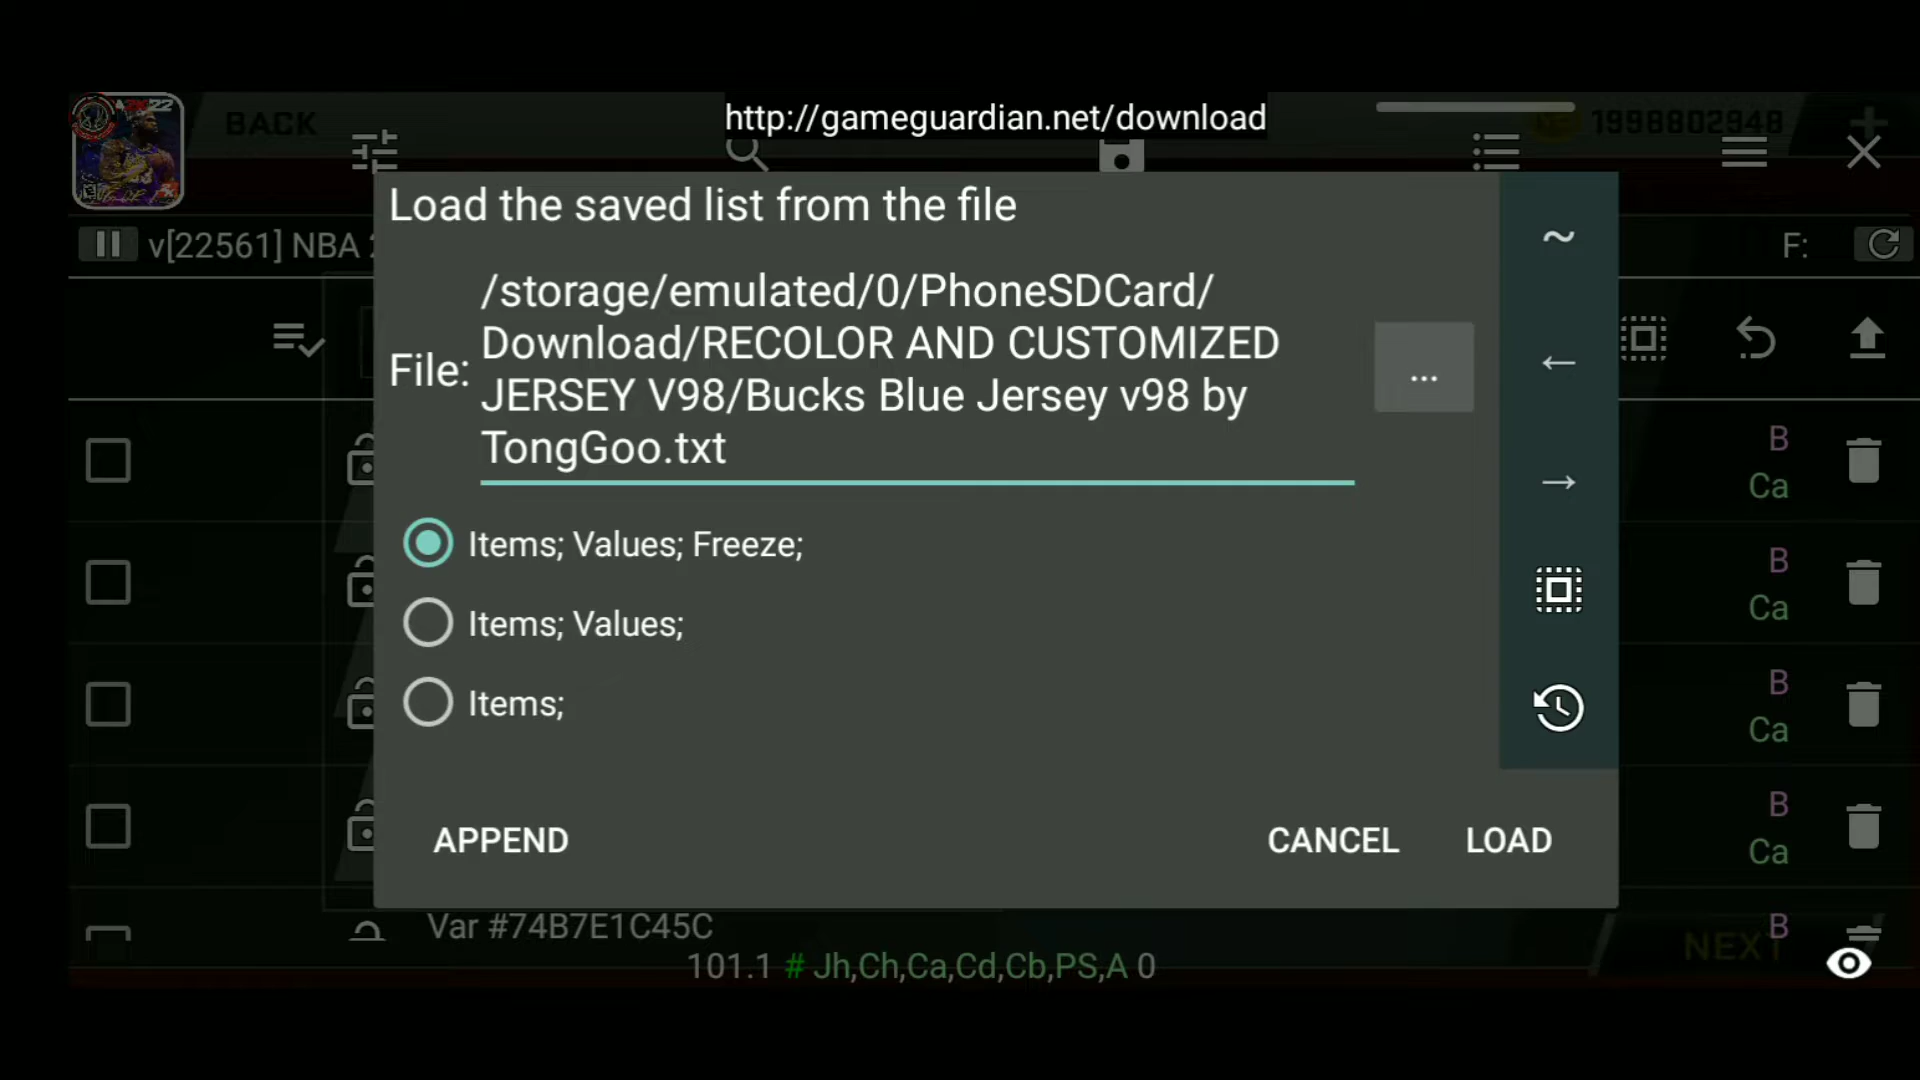 http://gameguardian.net/download
22
BACK
1998802948
Load the saved list from the file
v[22561] NBA
F:
File:
/storage/emulated/0/PhoneSDCard/
Download/RECOLOR AND CUSTOMIZED
JERSEY V98/Bucks Blue Jersey v98 by
TongGoo.txt
...
~
←
→
Items; Values; Freeze;
Items; Values;
Items;
B
Ca
B
Ca
B
Ca
B
Ca
APPEND
CANCEL
LOAD
Var #74B7E1C45C
B
NEXT
101.1 # Jh,Ch,Ca,Cd,Cb,PS,A 0